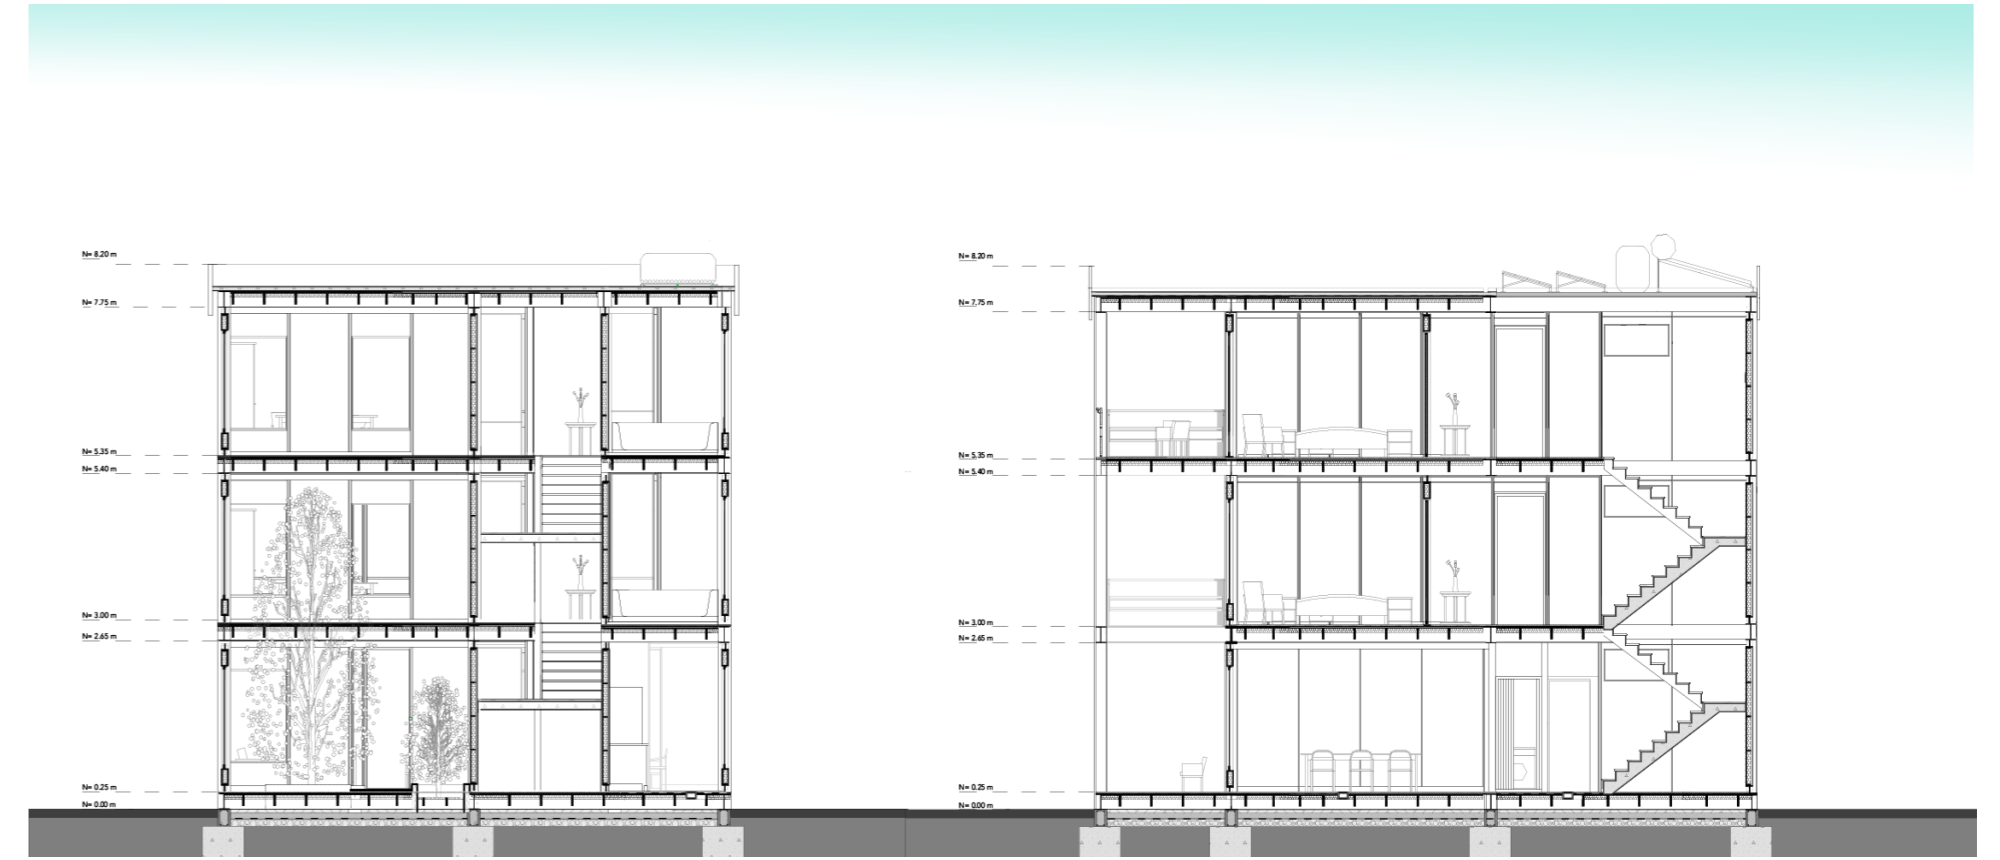 N= 8.20 m
N= 7.75 m
N= 5.35 m
N= 5.40 m
N= 3.00 m
N= 2.65 m
N= 0.25 m
N= 0.00 m
N= 8.20 m
N= 7.75 m
N= 5.35 m
N= 5.40 m
N= 3.00 m
N= 2.65 m
N= 0.25 m
N= 0.00 m